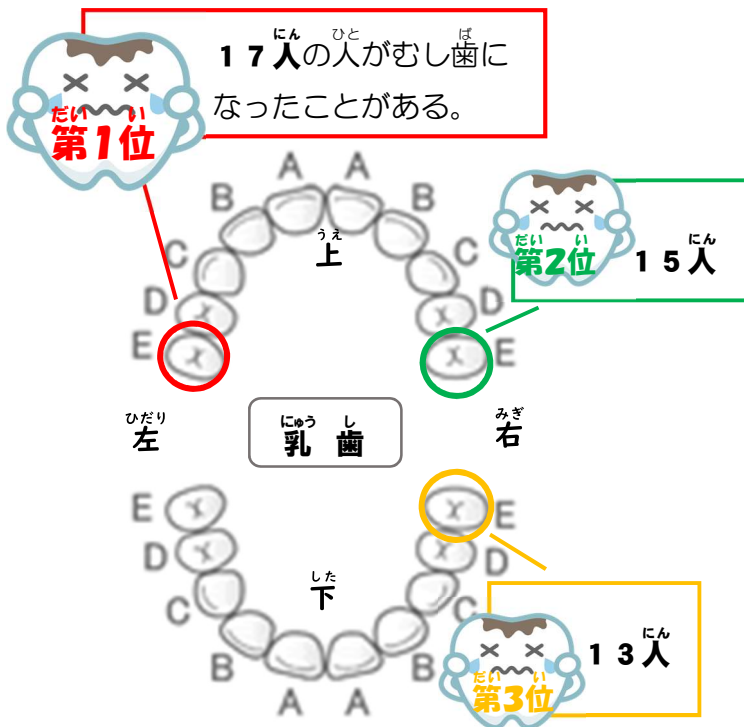 第1位
17人の人がむし歯に
なったことがある。
A A
B B
上
C C
第2位
15人
D D
E E
左
乳歯
右
E E
D D
下
C C
13人
B B
第3位
A A